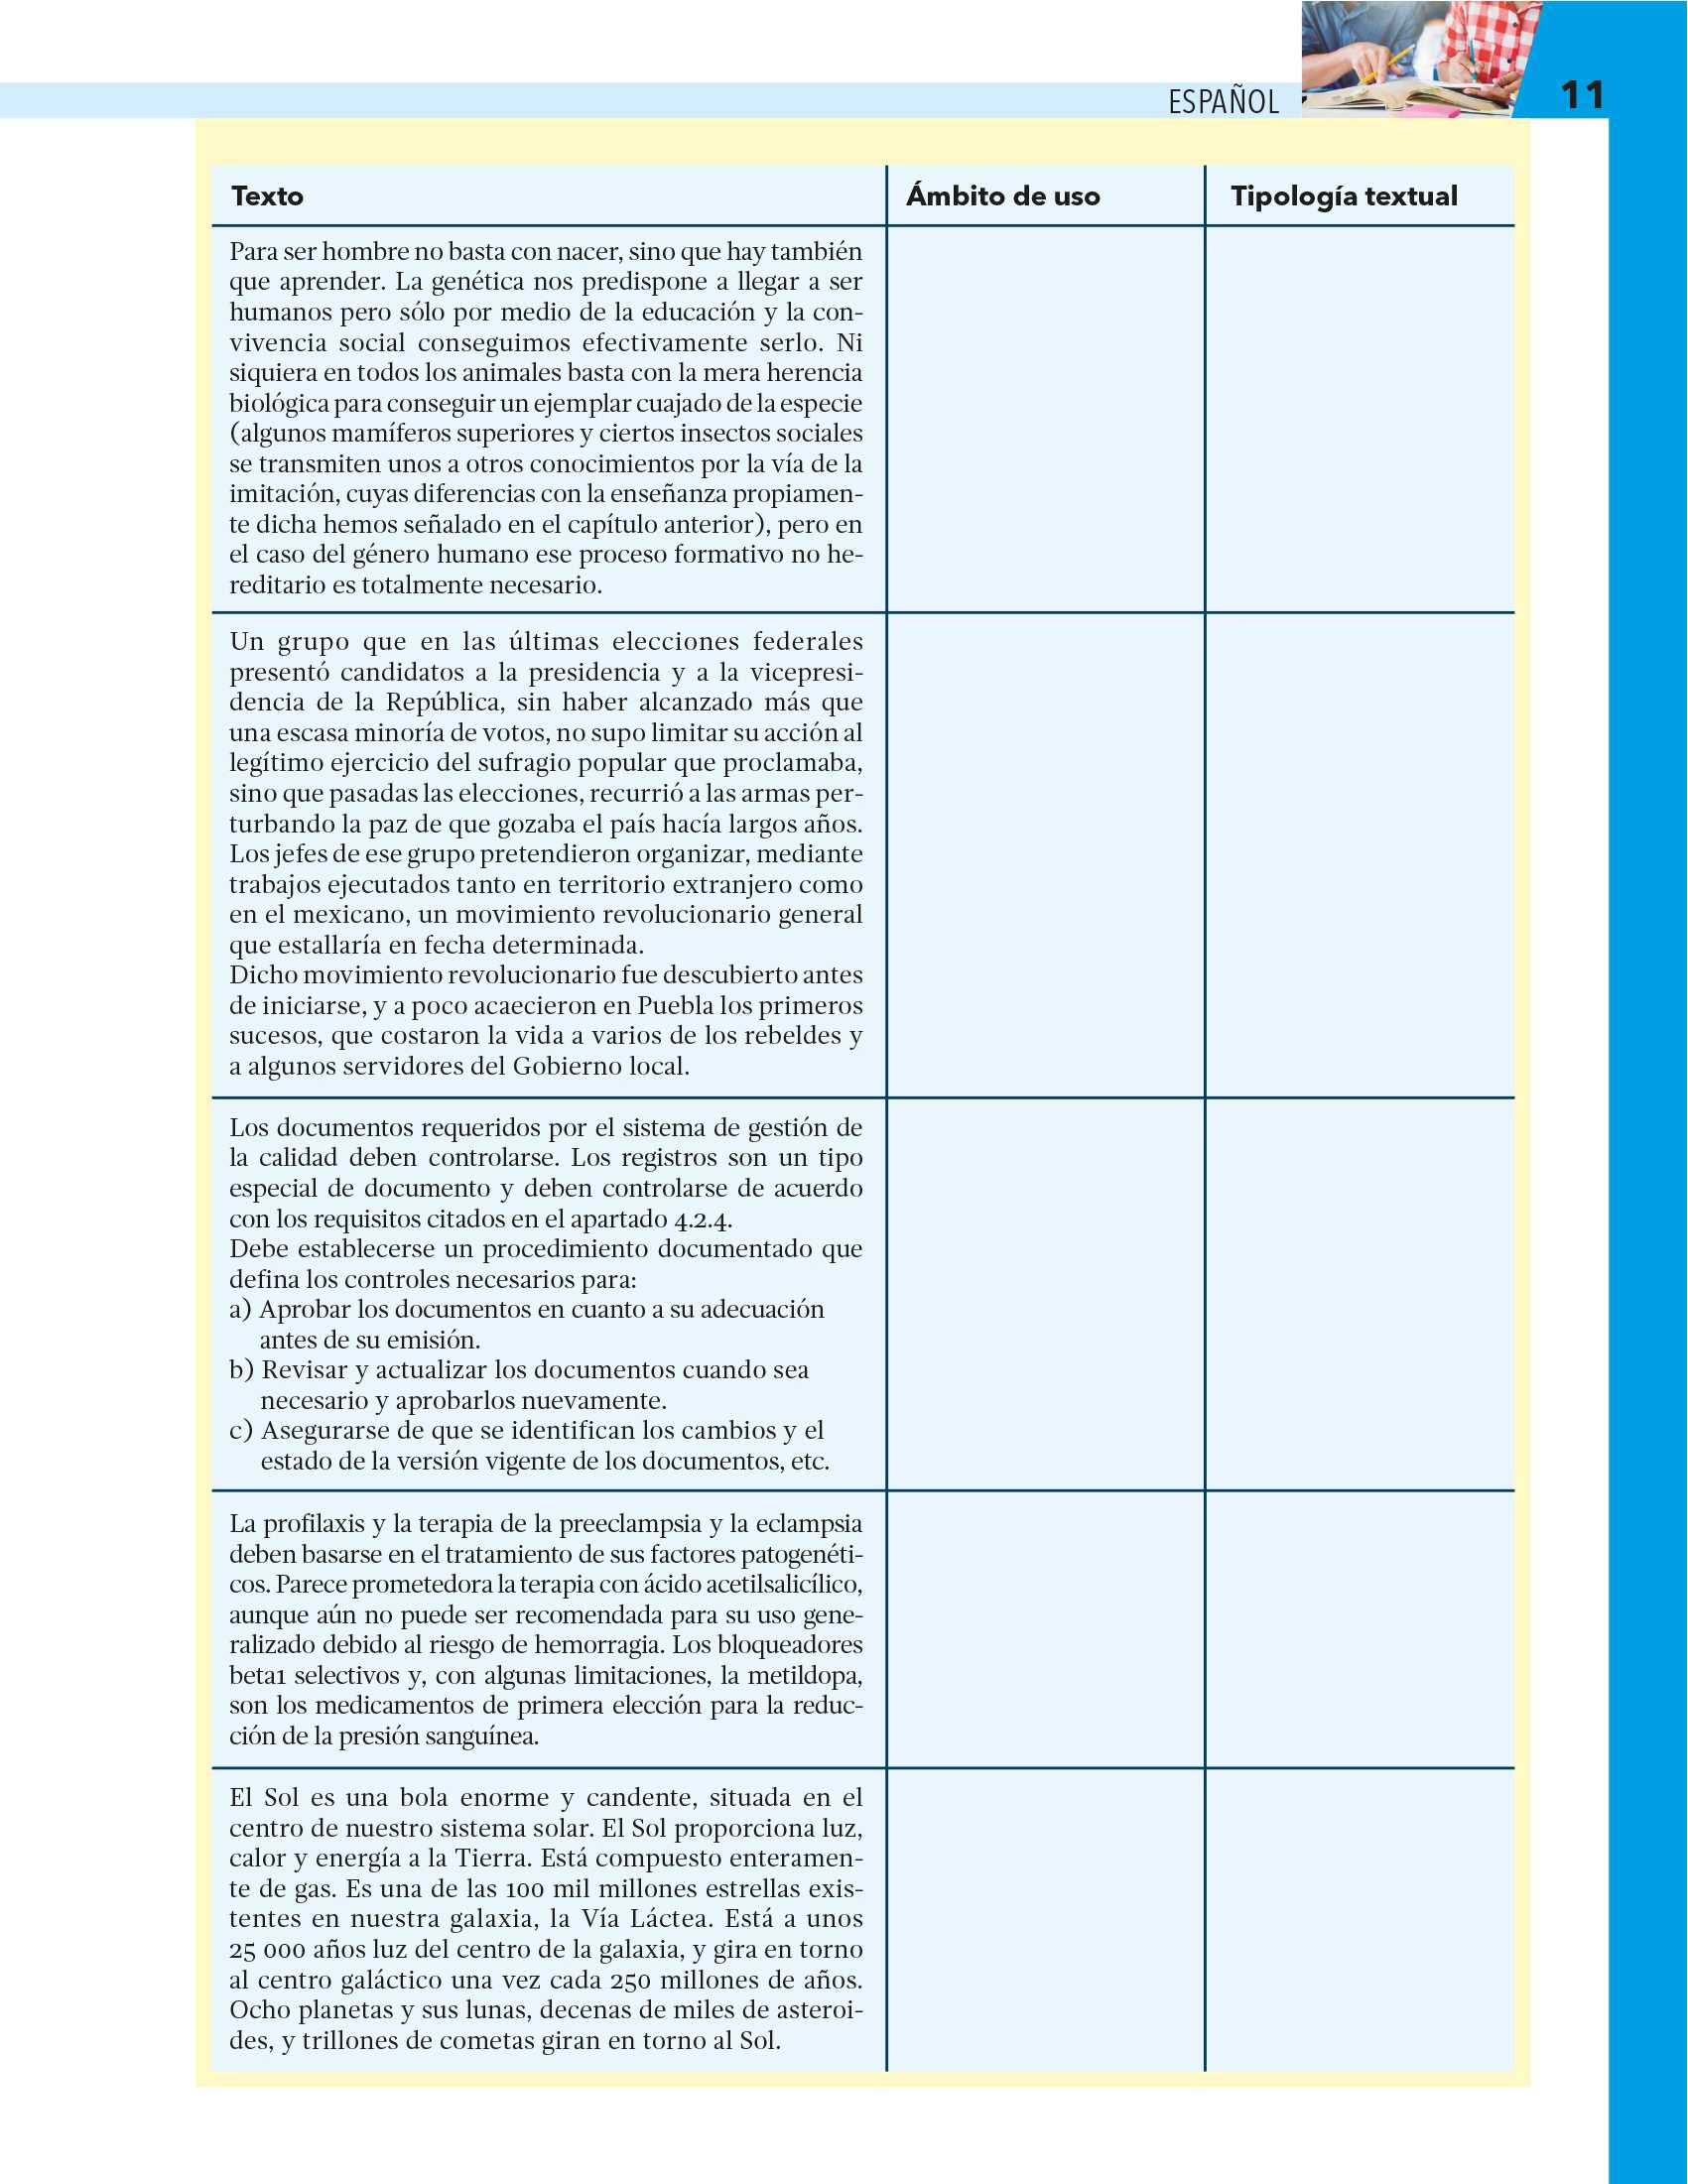 ESPAÑOL
11
Texto
Ámbito de uso
Tipología textual
Para ser hombre no basta con nacer, sino que hay también
que aprender. La genética nos predispone a llegar a ser
humanos pero sólo por medio de la educación y la con-
vivencia social conseguimos efectivamente serlo. Ni
siquiera en todos los animales basta con la mera herencia
biológica para conseguir un ejemplar cuajado de la especie
(algunos mamíferos superiores y ciertos insectos sociales
se transmiten unos a otros conocimientos por la vía de la
imitación, cuyas diferencias con la enseñanza propiamen-
te dicha hemos señalado en el capítulo anterior), pero en
el caso del género humano ese proceso formativo no he-
reditario es totalmente necesario.
Un grupo que en las últimas elecciones federales
presentó candidatos a la presidencia y a la vicepresi-
dencia de la República, sin haber alcanzado más que
una escasa minoría de votos, no supo limitar su acción al
legítimo ejercicio del sufragio popular que proclamaba,
sino que pasadas las elecciones, recurrió a las armas per-
turbando la paz de que gozaba el país hacía largos años.
Los jefes de ese grupo pretendieron organizar, mediante
trabajos ejecutados tanto en territorio extranjero como
en el mexicano, un movimiento revolucionario general
que estallaría en fecha determinada.
Dicho movimiento revolucionario fue descubierto antes
de iniciarse, y a poco acaecieron en Puebla los primeros
sucesos, que costaron la vida a varios de los rebeldes y
a algunos servidores del Gobierno local.
Los documentos requeridos por el sistema de gestión de
la calidad deben controlarse. Los registros son un tipo
especial de documento y deben controlarse de acuerdo
con los requisitos citados en el apartado 4.2.4.
Debe establecerse un procedimiento documentado que
defina los controles necesarios para:
a) Aprobar los documentos en cuanto a su adecuación
antes de su emisión.
b) Revisar y actualizar los documentos cuando sea
necesario y aprobarlos nuevamente.
c) Asegurarse de que se identifican los cambios y el
estado de la versión vigente de los documentos, etc.
La profilaxis y la terapia de la preeclampsia y la eclampsia
deben basarse en el tratamiento de sus factores patogenéti-
cos. Parece prometedora la terapia con ácido acetilsalicílico,
aunque aún no puede ser recomendada para su uso gene-
ralizado debido al riesgo de hemorragia. Los bloqueadores
beta1 selectivos y, con algunas limitaciones, la metildopa,
son los medicamentos de primera elección para la reduc-
ción de la presión sanguínea.
El Sol es una bola enorme y candente, situada en el
centro de nuestro sistema solar. El Sol proporciona luz,
calor y energía a la Tierra. Está compuesto enteramen-
te de gas. Es una de las 100 mil millones estrellas exis-
tentes en nuestra galaxia, la Vía Láctea. Está a unos
25 000 años luz del centro de la galaxia, y gira en torno
al centro galáctico una vez cada 250 millones de años.
Ocho planetas y sus lunas, decenas de miles de asteroi-
des, y trillones de cometas giran en torno al Sol.